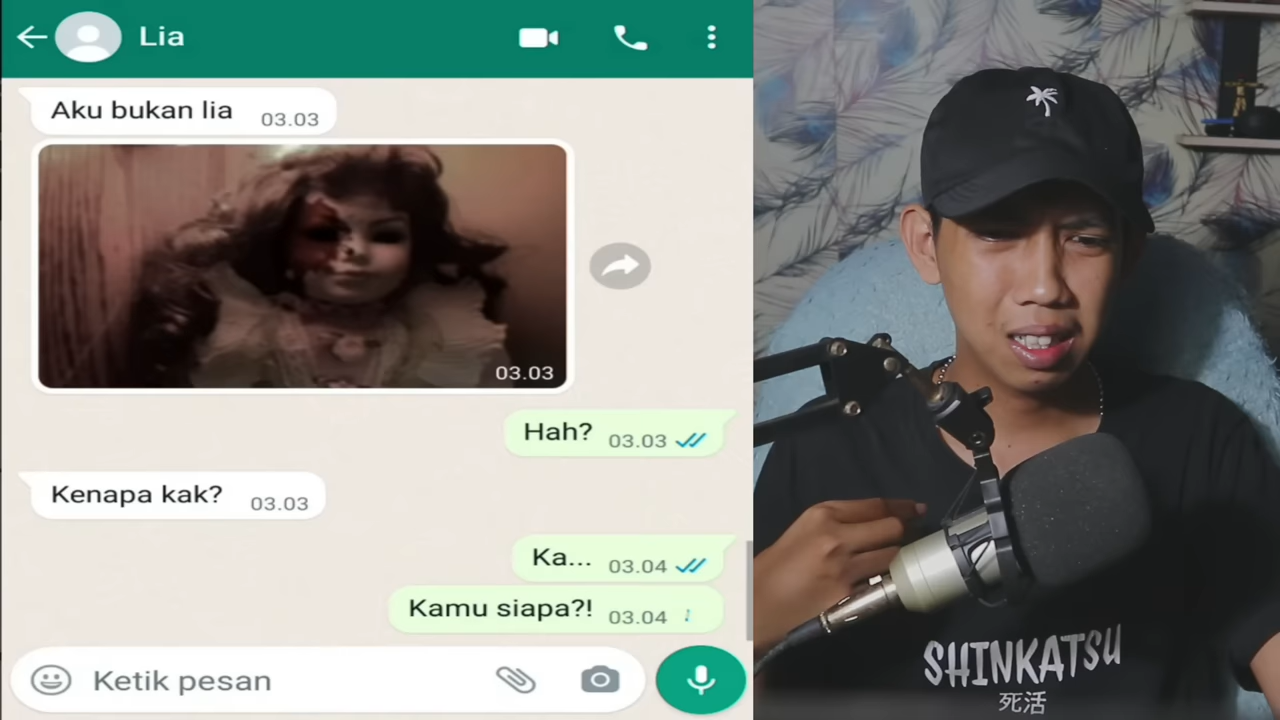 Lia
Aku bukan lia 03.03
03.03
Hah? 03.03
Kenapa kak? 03.03
Ka... 03.04
Kamu siapa?! 03.04
Ketik pesan
SHINKATSU
死活